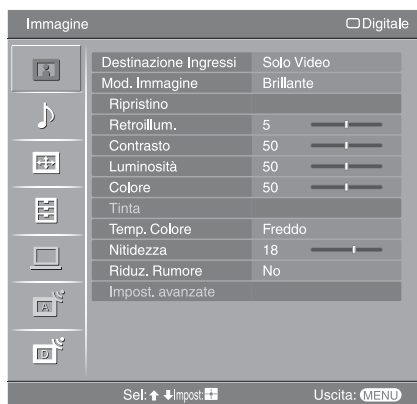 Immagine Digitale
Destinazione Ingressi Solo Video
Mod. Immagine Brillante
Ripristino
Retroillum. 5
Contrasto 50
Luminosità 50
Colore 50
Tinta
Temp. Colore Freddo
Nitidezza 18
Riduz. Rumore No
Impost. avanzate
A
D
Sel: Impost: Uscita: MENU